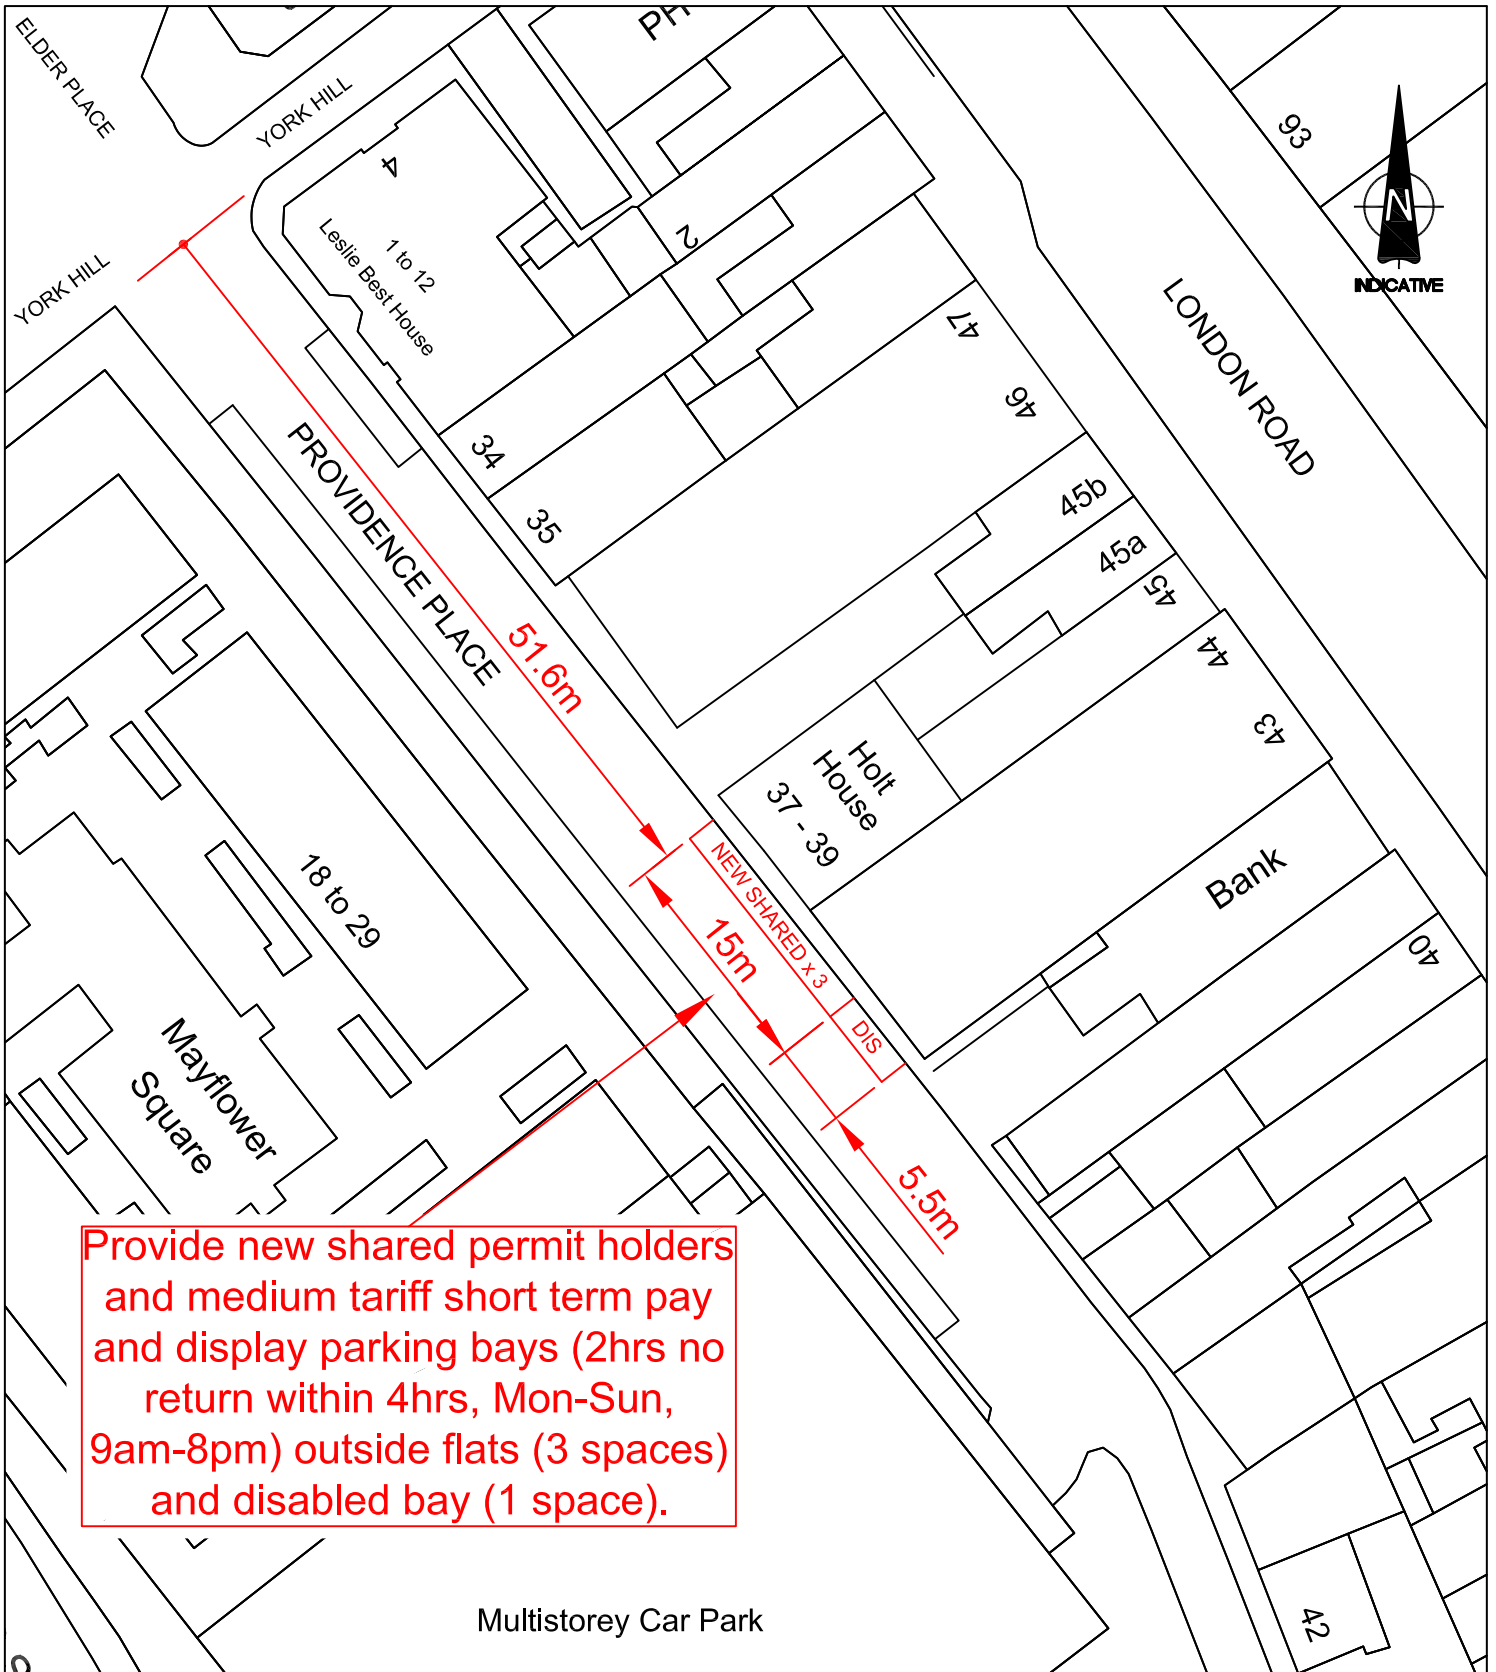 ELDER PLACE
YORK HILL
PH
93
N
INDICATIVE
4
1 to 12
Leslie Best House
2
YORK HILL
47
LONDON ROAD
46
34
35
PROVIDENCE PLACE
45b
45a
45
44
43
51.6m
Holt
House
37 - 39
NEW SHARED x 3
Bank
18 to 29
15m
40
DIS
Mayflower
Square
5.5m
Provide new shared permit holders
and medium tariff short term pay
and display parking bays (2hrs no
return within 4hrs, Mon-Sun,
9am-8pm) outside flats (3 spaces)
and disabled bay (1 space).
Multistorey Car Park
42